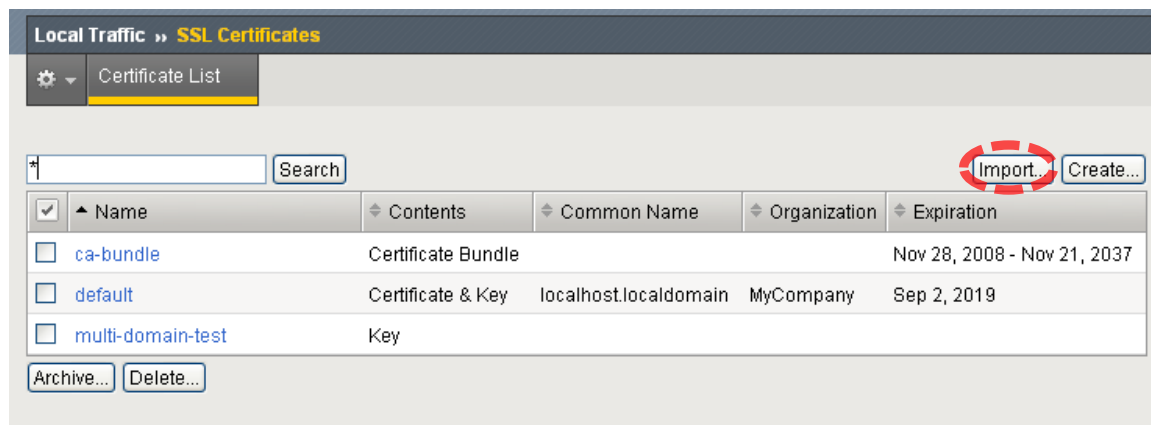 Local Traffic ›› SSL Certificates
Certificate List
* Search Import... Create...
Name Contents Common Name Organization Expiration
ca-bundle Certificate Bundle Nov 28, 2008 - Nov 21, 2037
default Certificate & Key localhost.localdomain MyCompany Sep 2, 2019
multi-domain-test Key
Archive... Delete...